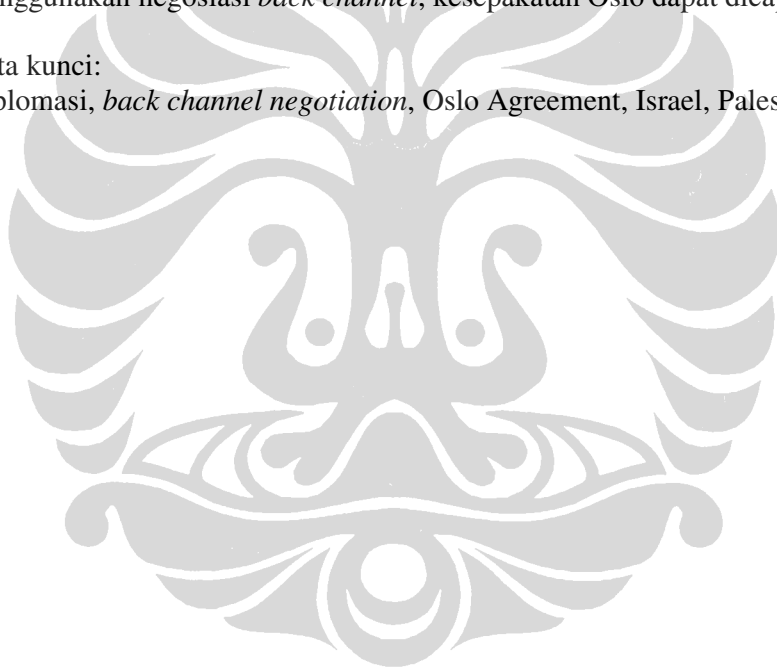 nggunakan negosiasi back channel, kesepakatan Oslo dapat dica
ta kunci:
plomasi, back channel negotiation, Oslo Agreement, Israel, Pales